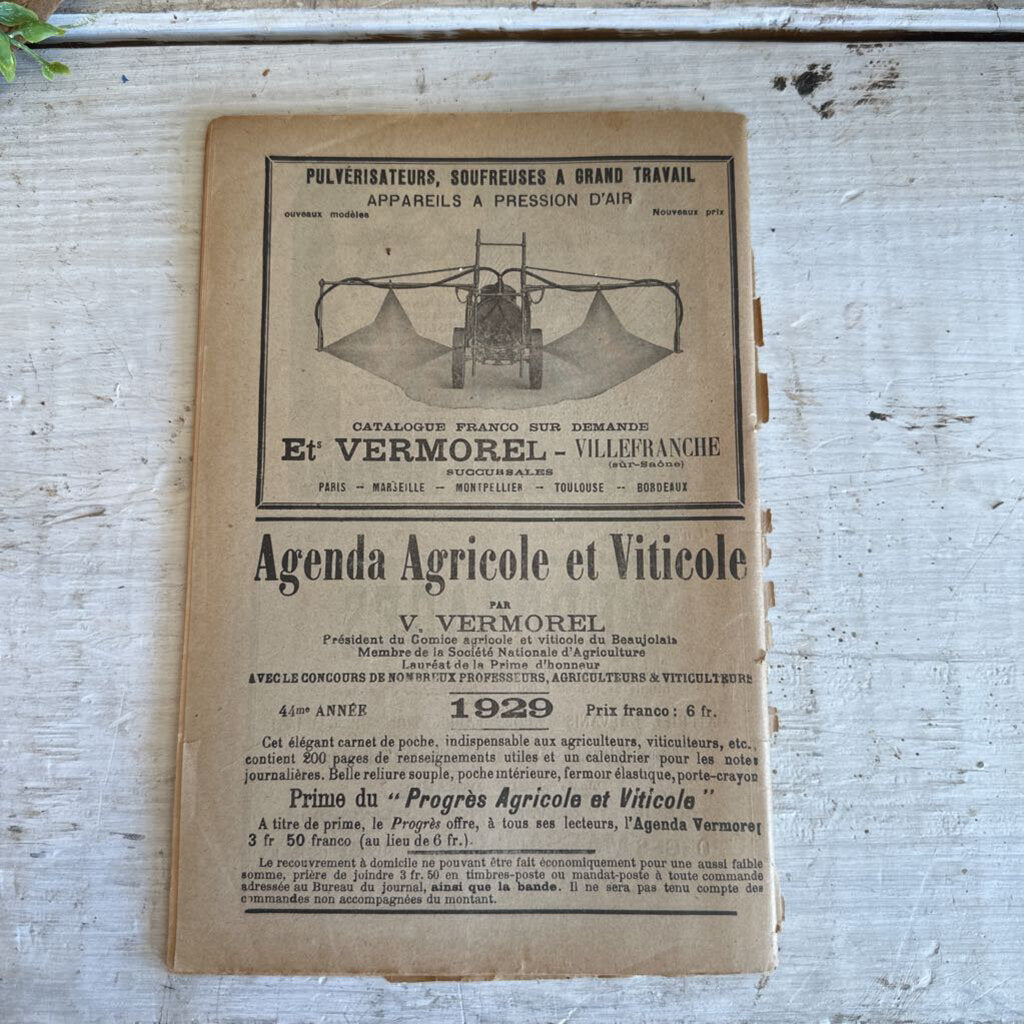 PULVÉRISATEURS, SOUFREUSES A GRAND TRAVAIL
APPAREILS A PRESSION D'AIR
ouveaux modèles Nouveaux prix
CATALOGUE FRANCO SUR DEMANDE
Ets VERMOREL - VILLEFRANCHE
(sûr-Saône)
SUCCURSALES
PARIS — MARSEILLE — MONTPELLIER — TOULOUSE — BORDEAUX
Agenda Agricole et Viticole
PAR
V. VERMOREL
Président du Comice agricole et viticole du Beaujolais
Membre de la Société Nationale d'Agriculture
Lauréat de la Prime d'honneur
AVEC LE CONCOURS DE NOMBREUX PROFESSEURS, AGRICULTEURS & VITICULTEURS
44me ANNÉE 1929 Prix franco : 6 fr.
Cet élégant carnet de poche, indispensable aux agriculteurs, viticulteurs, etc.,
contient 200 pages de renseignements utiles et un calendrier pour les notes
journalières. Belle reliure souple, poche intérieure, fermoir élastique, porte-crayon
Prime du "Progrès Agricole et Viticole"
A titre de prime, le Progrès offre, à tous ses lecteurs, l'Agenda Vermorel
3 fr 50 franco (au lieu de 6 fr.).
Le recouvrement à domicile ne pouvant être fait économiquement pour une aussi faible
somme, prière de joindre 3 fr. 50 en timbres-poste ou mandat-poste à toute commande
adressée au Bureau du journal, ainsi que la bande. Il ne sera pas tenu compte des
commandes non accompagnées du montant.